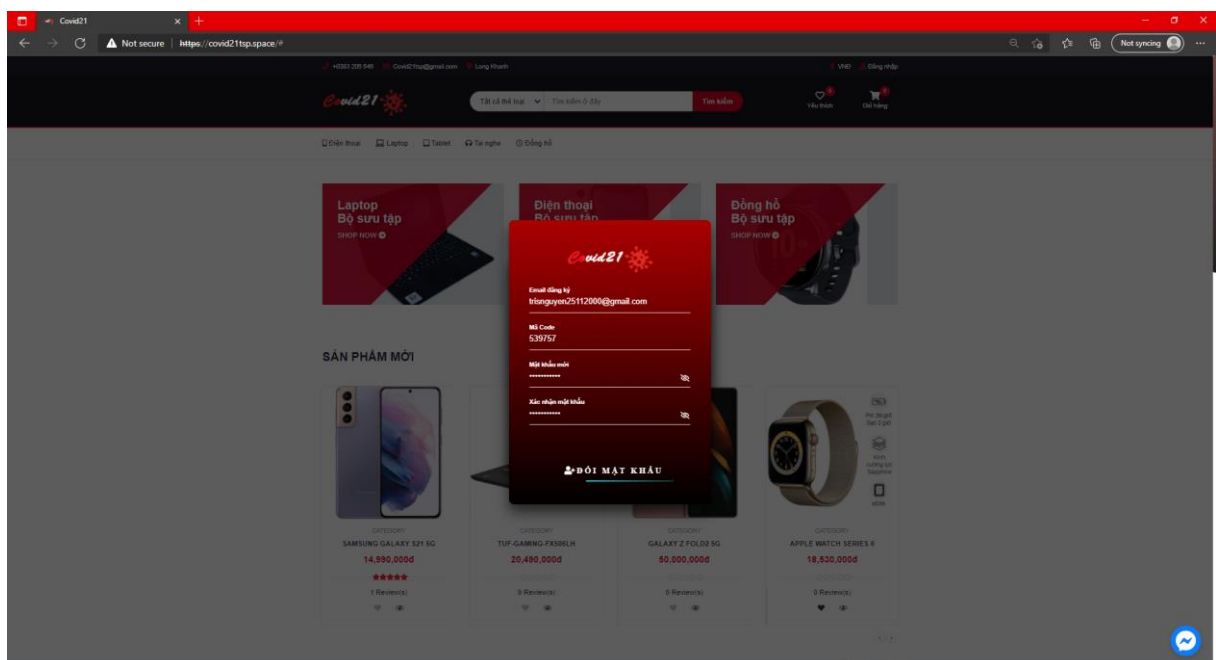 Covid21
Not secure
https://covid21tsp.space/#
Not syncing
Covid21tsp@gmail.com
Long Khanh
VNĐ
Đăng nhập
Covid21
Tất cả thể loại
Tìm kiếm ở đây
Tìm kiếm
Yêu thích
Giỏ hàng
Điện thoại
Laptop
Tablet
Tai nghe
Đồng hồ
Laptop
Bộ sưu tập
SHOP NOW
Điện thoại
Bộ sưu tập
Đồng hồ
Bộ sưu tập
SHOP NOW
Covid21
Email đăng ký
trisnguyen25112000@gmail.com
Mã Code
539757
Mật khẩu mới
Xác nhận mật khẩu
ĐỔI MẬT KHẨU
SẢN PHẨM MỚI
CATEGORY
SAMSUNG GALAXY S21 5G
14,990,000đ
1 Review(s)
CATEGORY
TUF-GAMING-FX506LH
20,490,000đ
0 Review(s)
CATEGORY
GALAXY Z FOLD2 5G
50,000,000đ
0 Review(s)
CATEGORY
APPLE WATCH SERIES 6
18,530,000đ
0 Review(s)